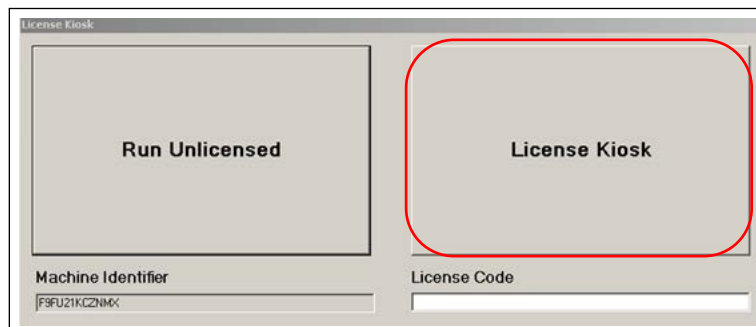 License Kiosk
Run Unlicensed
License Kiosk
Machine Identifier
License Code
F9FU21KCZNMX